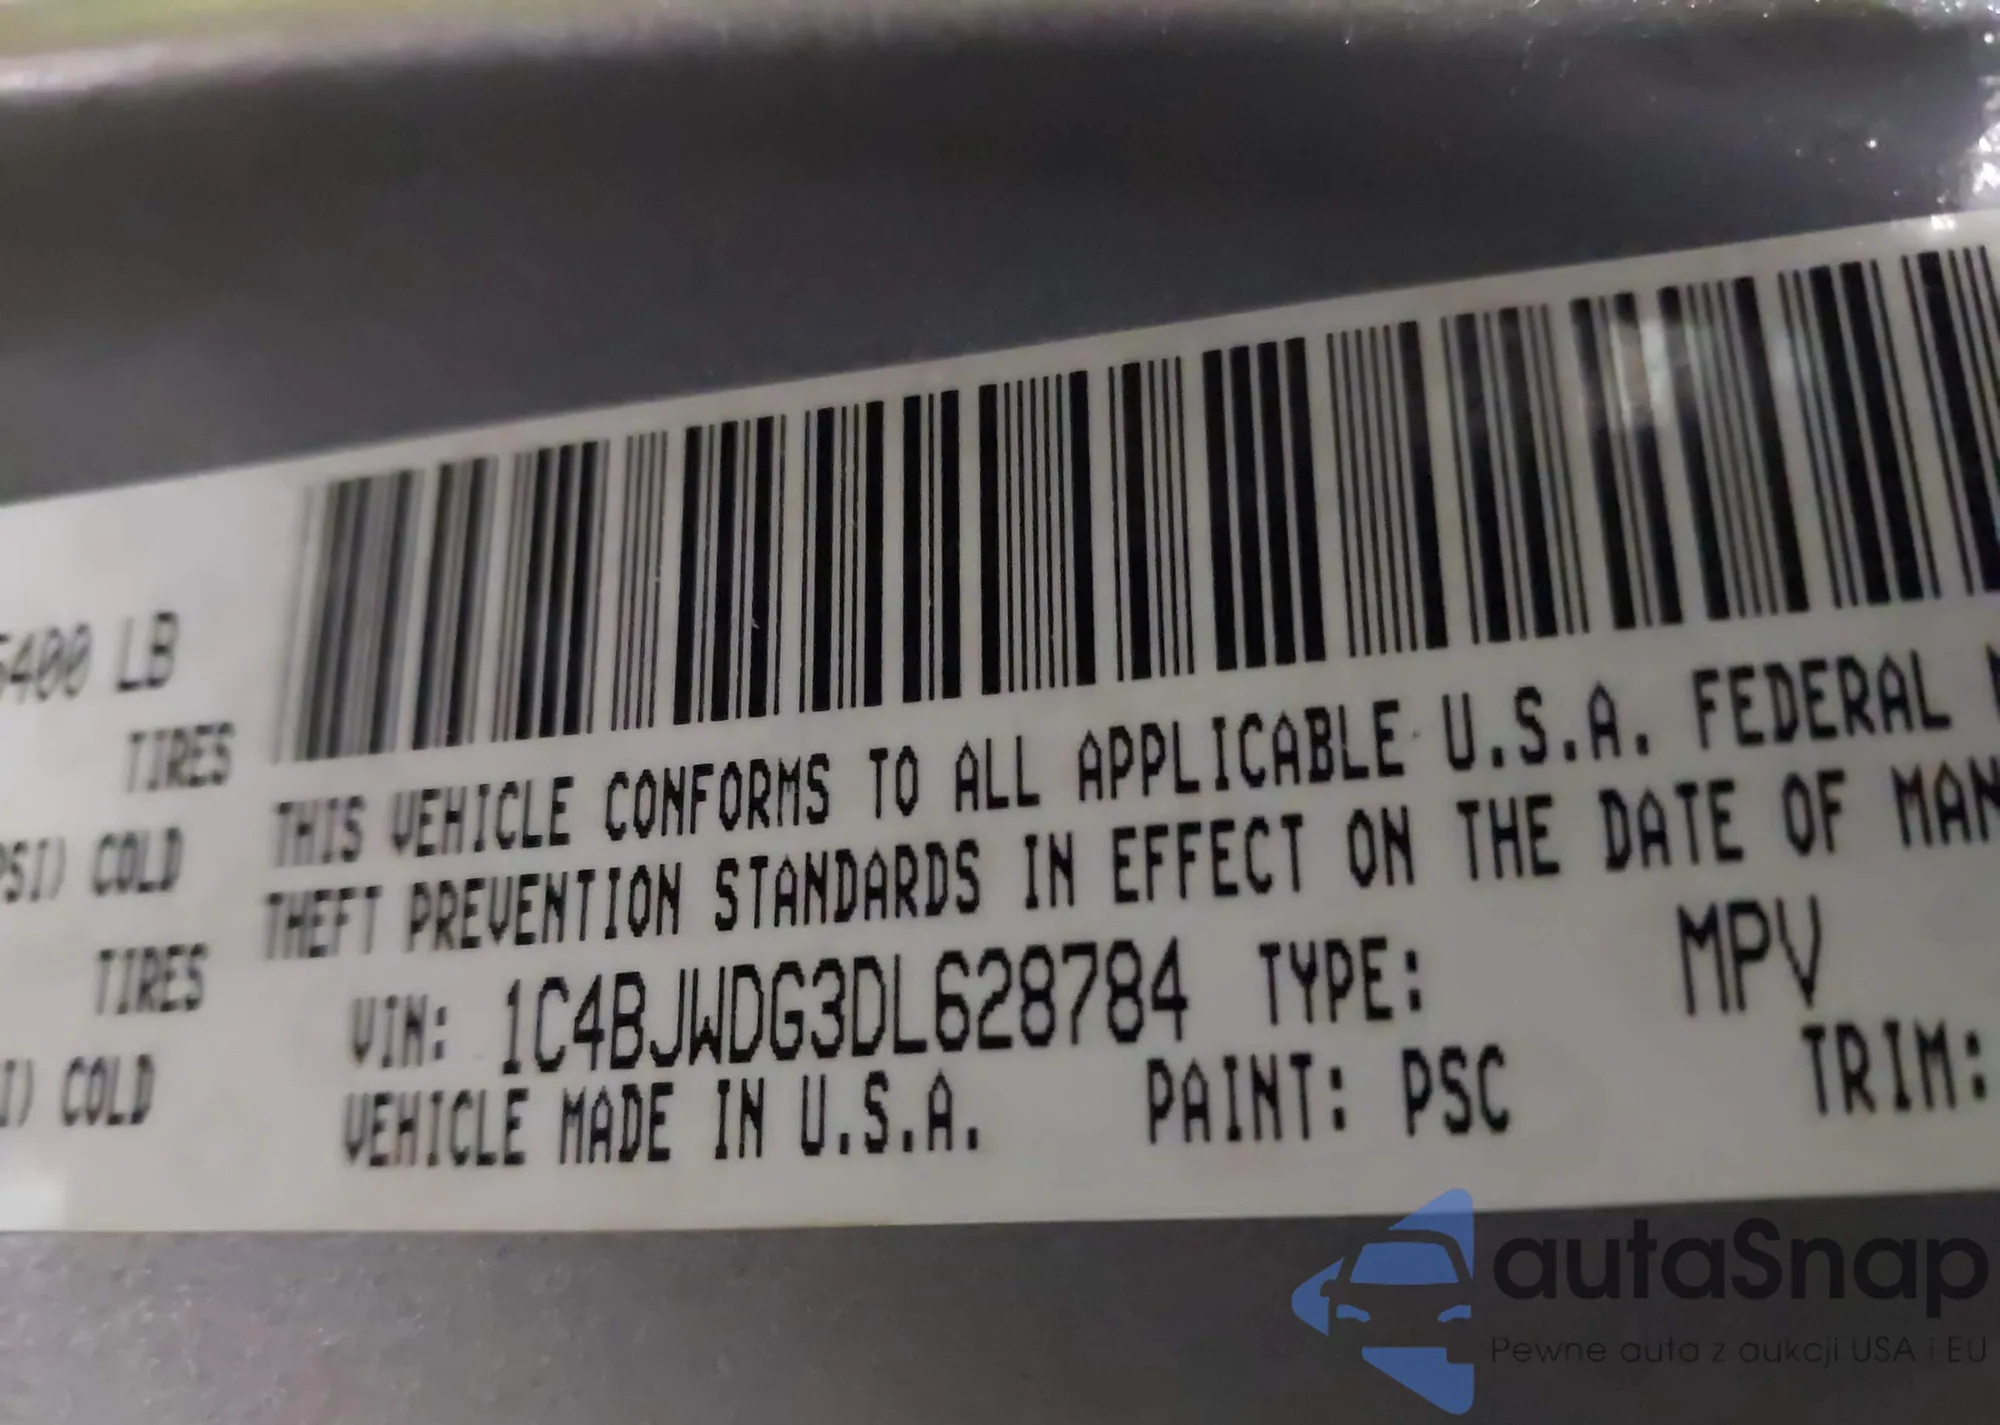 5400 LB
TIRES
PSI) COLD
TIRES
I) COLD
THIS VEHICLE CONFORMS TO ALL APPLICABLE U.S.A. FEDERAL
THEFT PREVENTION STANDARDS IN EFFECT ON THE DATE OF MAN
VIN: 1C4BJWDG3DL628784 TYPE: MPV
VEHICLE MADE IN U.S.A. PAINT: PSC TRIM:
autaSnap
Pewne auta z aukcji USA i EU